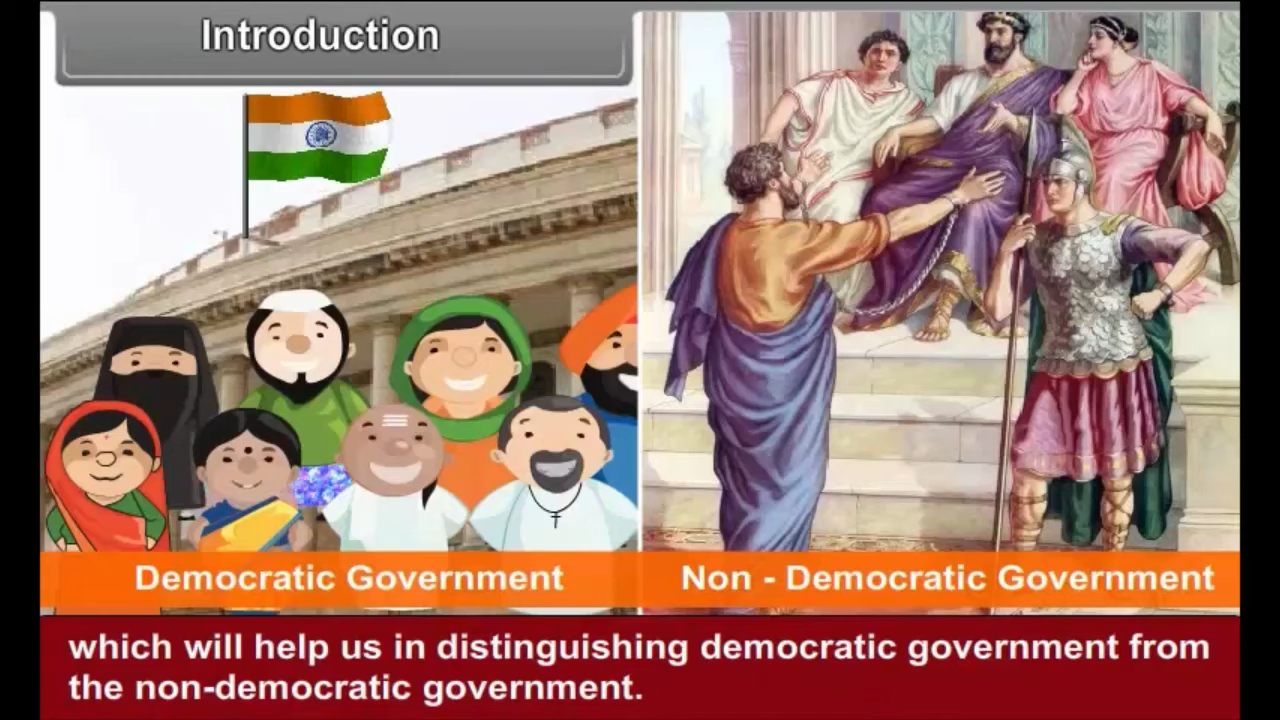 Introduction
Democratic Government
Non - Democratic Government
which will help us in distinguishing democratic government from
the non-democratic government.